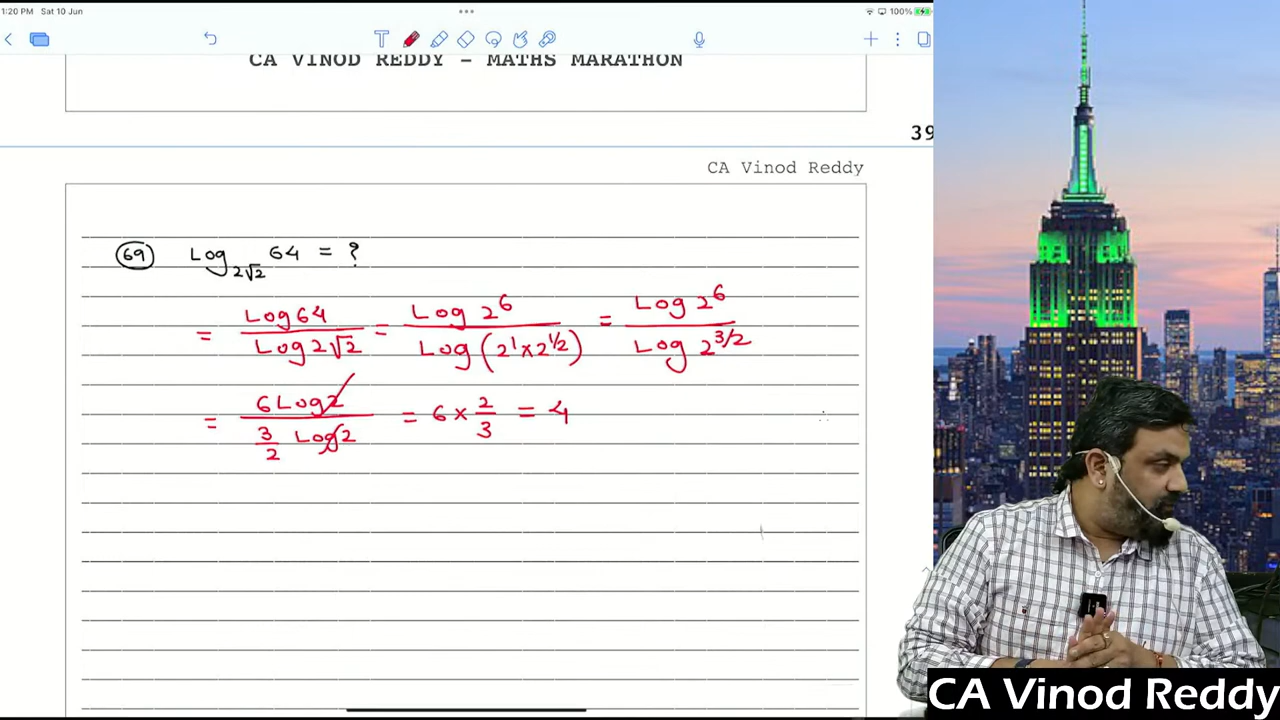 1:20 PM Sat 10 Jun
100%
CA VINOD REDDY – MATHS MARATHON
39
CA Vinod Reddy
69 Log_{2√2} 64 = ?
= Log 64 / Log 2√2 = Log 2^6 / Log (2^1 × 2^{1/2}) = Log 2^6 / Log 2^{3/2}
= 6 Log 2 / (3/2 Log 2) = 6 × 2/3 = 4
CA Vinod Reddy